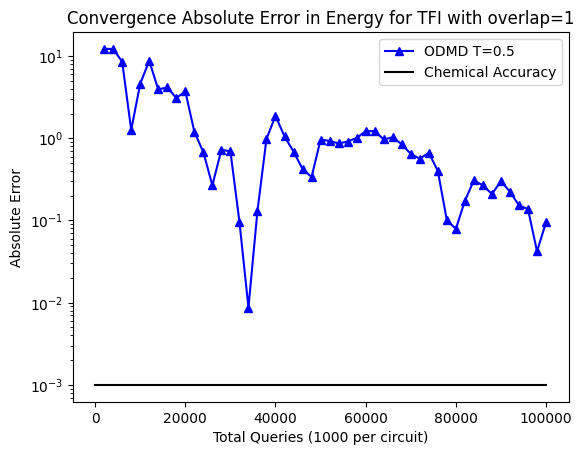 Convergence Absolute Error in Energy for TFI with overlap=1
ODMD T=0.5
Chemical Accuracy
Absolute Error
10¹
10⁰
10⁻¹
10⁻²
10⁻³
0 20000 40000 60000 80000 100000
Total Queries (1000 per circuit)